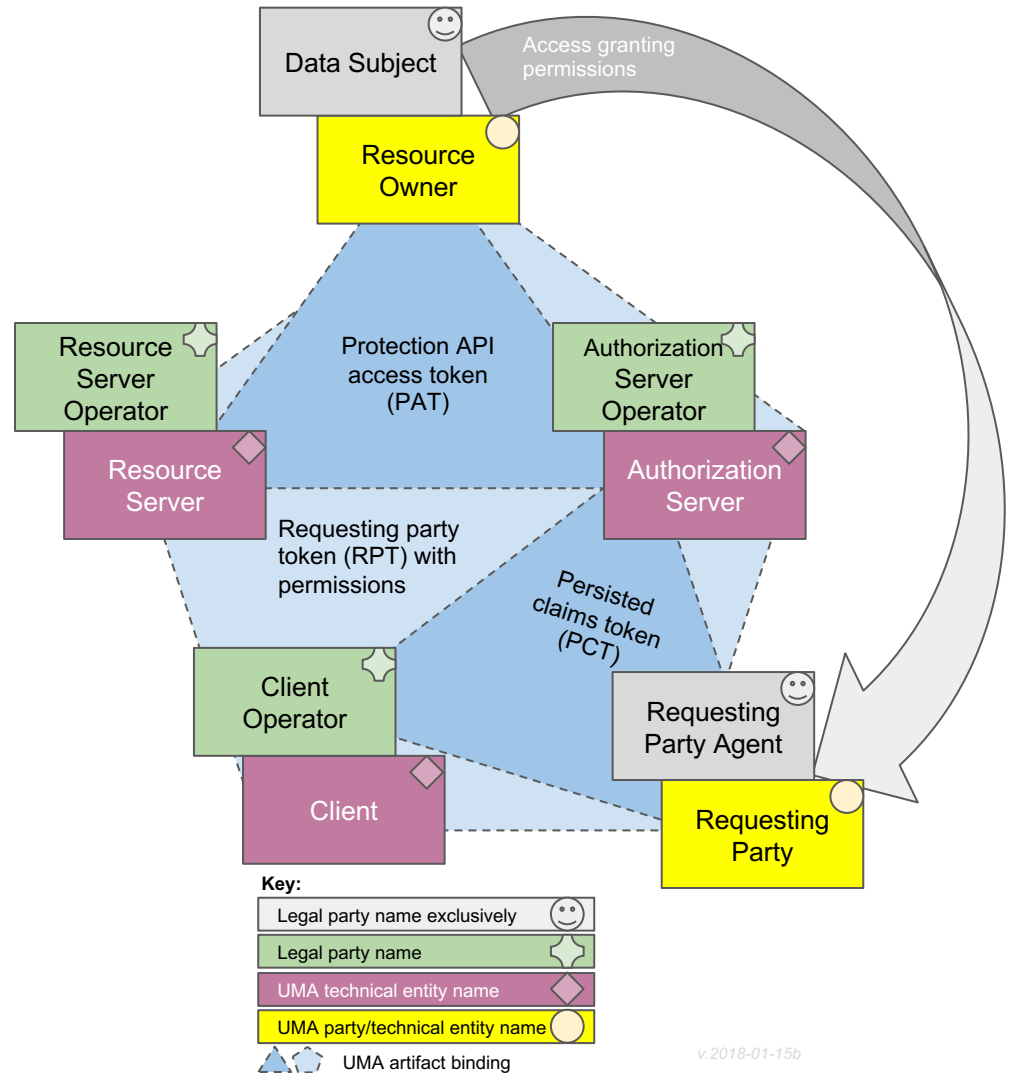 Data Subject
Access granting
permissions
Resource
Owner
Resource
Server
Operator
Protection API
access token
(PAT)
Authorization
Server
Operator
Resource
Server
Authorization
Server
Requesting party
token (RPT) with
permissions
Persisted
claims token
(PCT)
Client
Operator
Requesting
Party Agent
Client
Requesting
Party
Key:
Legal party name exclusively
Legal party name
UMA technical entity name
UMA party/technical entity name
UMA artifact binding
v.2018-01-15b